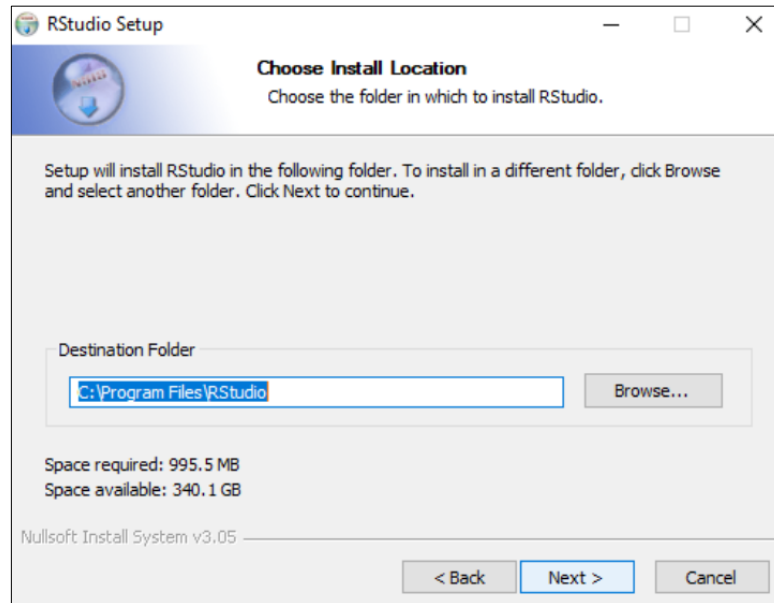 RStudio Setup
Choose Install Location
Choose the folder in which to install RStudio.
Setup will install RStudio in the following folder. To install in a different folder, click Browse
and select another folder. Click Next to continue.
Destination Folder
C:\Program Files\RStudio
Browse...
Space required: 995.5 MB
Space available: 340.1 GB
Nullsoft Install System v3.05
< Back Next > Cancel